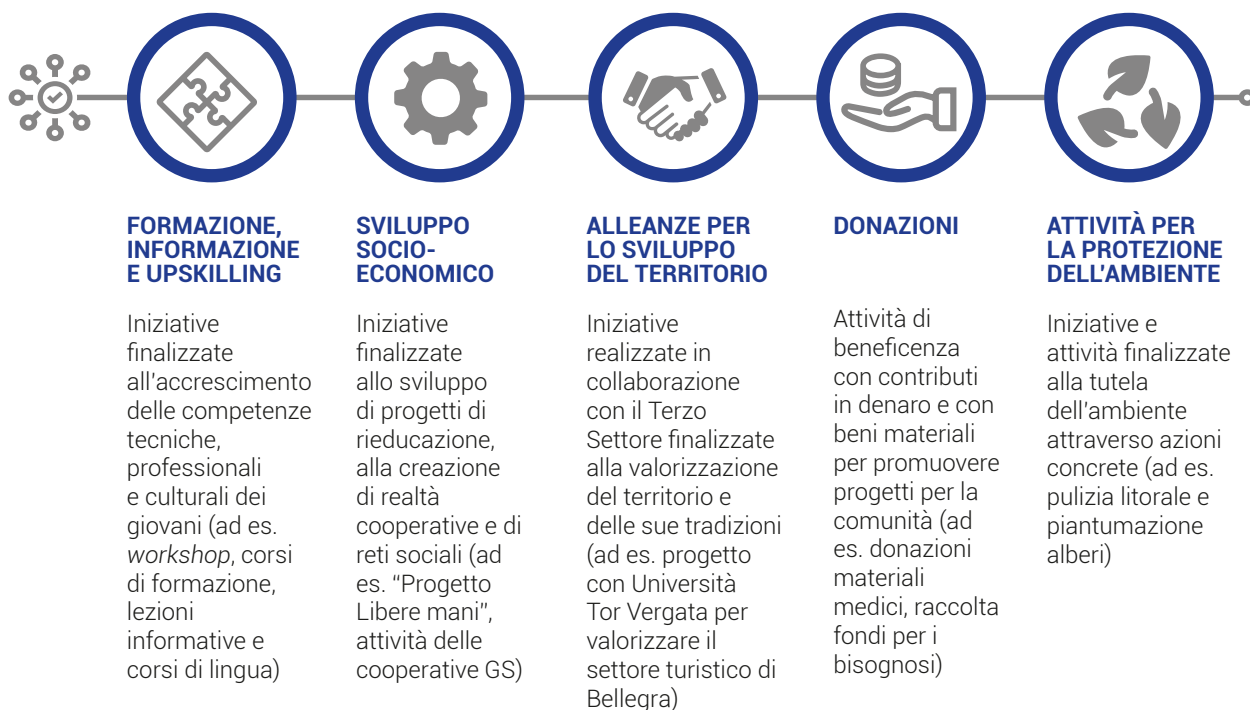 FORMAZIONE,
INFORMAZIONE
E UPSKILLING
Iniziative
finalizzate
all'accrescimento
delle competenze
tecniche,
professionali
e culturali dei
giovani (ad es.
workshop, corsi
di formazione,
lezioni
informative e
corsi di lingua)
SVILUPPO
SOCIO-
ECONOMICO
Iniziative
finalizzate
allo sviluppo
di progetti di
rieducazione,
alla creazione
di realtà
cooperative e di
reti sociali (ad
es. “Progetto
Libere mani”,
attività delle
cooperative GS)
ALLEANZE PER
LO SVILUPPO
DEL TERRITORIO
Iniziative
realizzate in
collaborazione
con il Terzo
Settore finalizzate
alla valorizzazione
del territorio e
delle sue tradizioni
(ad es. progetto
con Università
Tor Vergata per
valorizzare il
settore turistico di
Bellegra)
DONAZIONI
Attività di
beneficenza
con contributi
in denaro e con
beni materiali
per promuovere
progetti per la
comunità (ad
es. donazioni
materiali
medici, raccolta
fondi per i
bisognosi)
ATTIVITÀ PER
LA PROTEZIONE
DELL'AMBIENTE
Iniziative e
attività finalizzate
alla tutela
dell'ambiente
attraverso azioni
concrete (ad es.
pulizia litorale e
piantumazione
alberi)